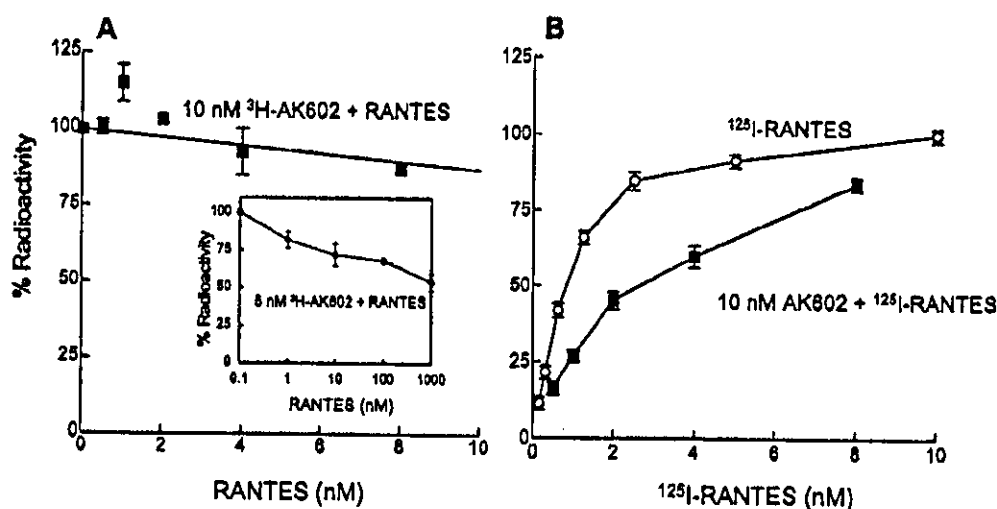 A
125
100
75
50
25
0
% Radioactivity
10 nM ³H-AK602 + RANTES
0 2 4 6 8 10
RANTES (nM)
100
75
50
25
0
% Radioactivity
5 nM ³H-AK602 + RANTES
0.1 1 10 100 1000
RANTES (nM)
B
125
100
75
50
25
0
¹²⁵I-RANTES
10 nM AK602 + ¹²⁵I-RANTES
0 2 4 6 8 10
¹²⁵I-RANTES (nM)